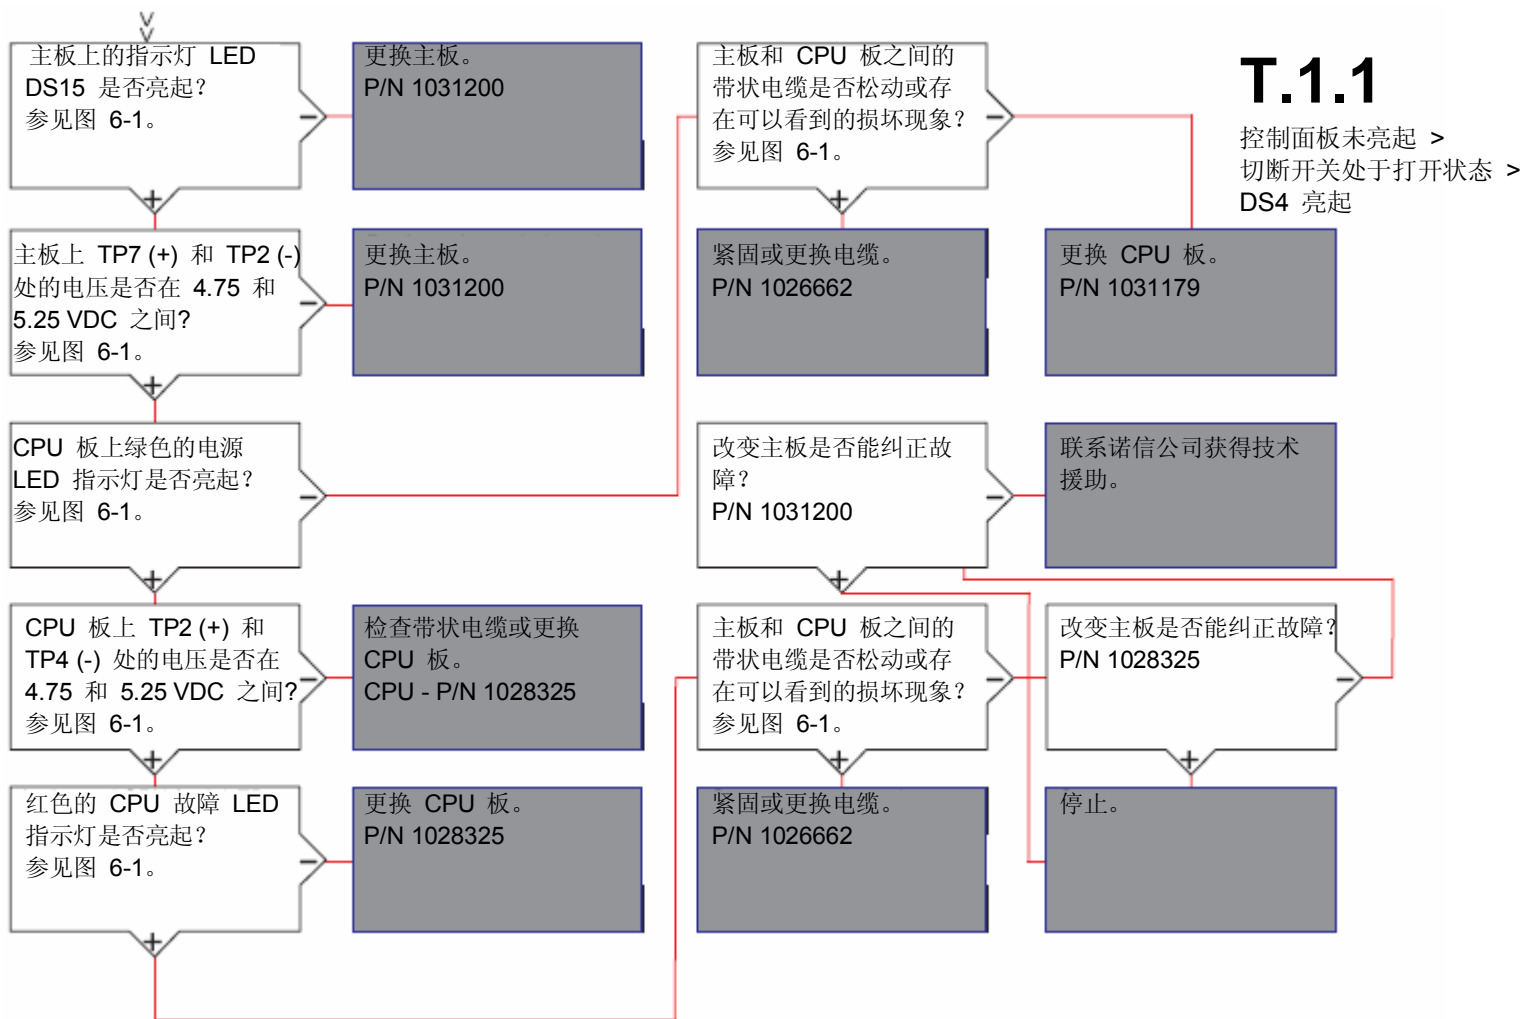 主板上的指示灯 LED
DS15 是否亮起？
参见图 6-1。
更换主板。
P/N 1031200
主板和 CPU 板之间的
带状电缆是否松动或存
在可以看到的损坏现象？
参见图 6-1。
T.1.1
控制面板未亮起 >
切断开关处于打开状态 >
DS4 亮起
主板上 TP7 (+) 和 TP2 (-)
处的电压是否在 4.75 和
5.25 VDC 之间?
参见图 6-1。
更换主板。
P/N 1031200
紧固或更换电缆。
P/N 1026662
更换 CPU 板。
P/N 1031179
CPU 板上绿色的电源
LED 指示灯是否亮起？
参见图 6-1。
改变主板是否能纠正故
障？
P/N 1031200
联系诺信公司获得技术
援助。
CPU 板上 TP2 (+) 和
TP4 (-) 处的电压是否在
4.75 和 5.25 VDC 之间?
参见图 6-1。
检查带状电缆或更换
CPU 板。
CPU - P/N 1028325
主板和 CPU 板之间的
带状电缆是否松动或存
在可以看到的损坏现象？
参见图 6-1。
改变主板是否能纠正故障？
P/N 1028325
红色的 CPU 故障 LED
指示灯是否亮起？
参见图 6-1。
更换 CPU 板。
P/N 1028325
紧固或更换电缆。
P/N 1026662
停止。